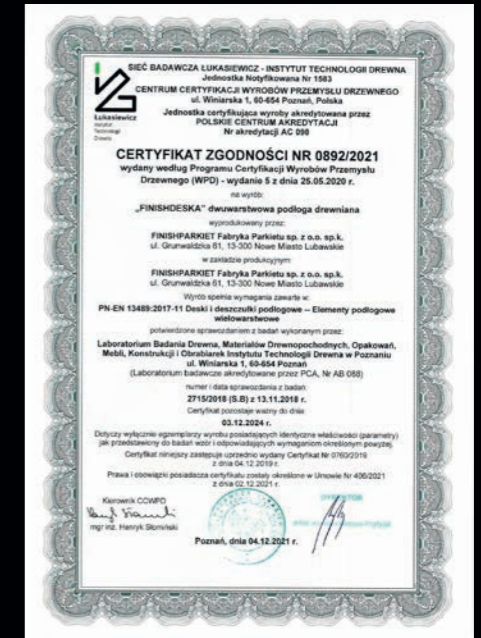 SIEĆ BADAWCZA ŁUKASIEWICZ - INSTYTUT TECHNOLOGII DREWNA
Jednostka Notyfikowana Nr 1583
CENTRUM CERTYFIKACJI WYROBÓW PRZEMYSŁU DRZEWNEGO
ul. Winiarska 1, 60-654 Poznań, Polska
Jednostka certyfikująca wyroby akredytowana przez
POLSKIE CENTRUM AKREDYTACJI
Nr akredytacji AC 098
Łukasiewicz
Instytut
Technologii
Drewna
CERTYFIKAT ZGODNOŚCI NR 0892/2021
wydany według Programu Certyfikacji Wyrobów Przemysłu
Drzewnego (WPD) - wydanie 5 z dnia 25.05.2020 r.
na wyrób:
„FINISHDESKA” dwuwarstwowa podłoga drewniana
wyprodukowany przez:
FINISHPARKIET Fabryka Parkietu sp. z o.o. sp.k.
ul. Grunwaldzka 61, 13-300 Nowe Miasto Lubawskie
w zakładzie produkcyjnym:
FINISHPARKIET Fabryka Parkietu sp. z o.o. sp.k.
ul. Grunwaldzka 61, 13-300 Nowe Miasto Lubawskie
Wyrób spełnia wymagania zawarte w:
PN-EN 13489:2017-11 Deski i deszczułki podłogowe – Elementy podłogowe
wielowarstwowe
potwierdzone sprawozdaniem z badań wykonanym przez:
Laboratorium Badania Drewna, Materiałów Drewnopochodnych, Opakowań,
Mebli, Konstrukcji i Obrabiarek Instytutu Technologii Drewna w Poznaniu
ul. Winiarska 1, 60-654 Poznań
(Laboratorium badawcze akredytowane przez PCA, Nr AB 088)
numer i data sprawozdania z badań:
2715/2018 (S.B) z 13.11.2018 r.
Certyfikat pozostaje ważny do dnia:
03.12.2024 r.
Dotyczy wyłącznie egzemplarzy wyrobu posiadających identyczne właściwości (parametry)
jak przedstawiony do badań wzór i odpowiadających wymaganiom określonym powyżej.
Certyfikat niniejszy zastępuje uprzednio wydany Certyfikat Nr 0760/2019
z dnia 04.12.2019 r.
Prawa i obowiązki posiadacza certyfikatu zostały określone w Umowie Nr 406/2021
z dnia 02.12.2021 r.
Kierownik CCWPD
mgr inż. Henryk Słomiński
DYREKTOR
Poznań, dnia 04.12.2021 r.